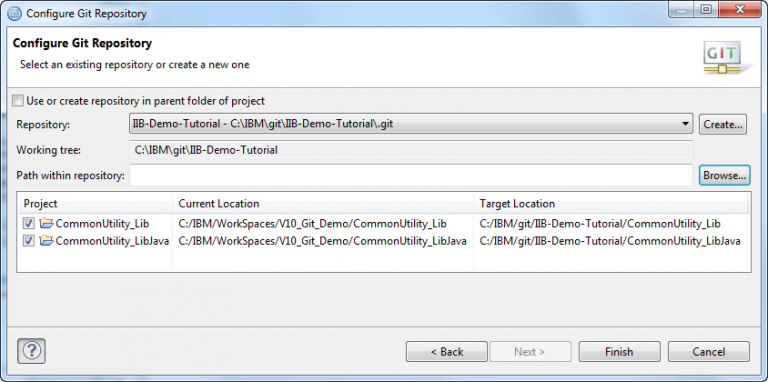 Configure Git Repository
Configure Git Repository
Select an existing repository or create a new one
GIT
Use or create repository in parent folder of project
Repository: IIB-Demo-Tutorial - C:\IBM\git\IIB-Demo-Tutorial\.git Create...
Working tree: C:\IBM\git\IIB-Demo-Tutorial
Path within repository: Browse...
Project Current Location Target Location
CommonUtility_Lib C:/IBM/WorkSpaces/V10_Git_Demo/CommonUtility_Lib C:/IBM/git/IIB-Demo-Tutorial/CommonUtility_Lib
CommonUtility_LibJava C:/IBM/WorkSpaces/V10_Git_Demo/CommonUtility_LibJava C:/IBM/git/IIB-Demo-Tutorial/CommonUtility_LibJava
? < Back Next > Finish Cancel